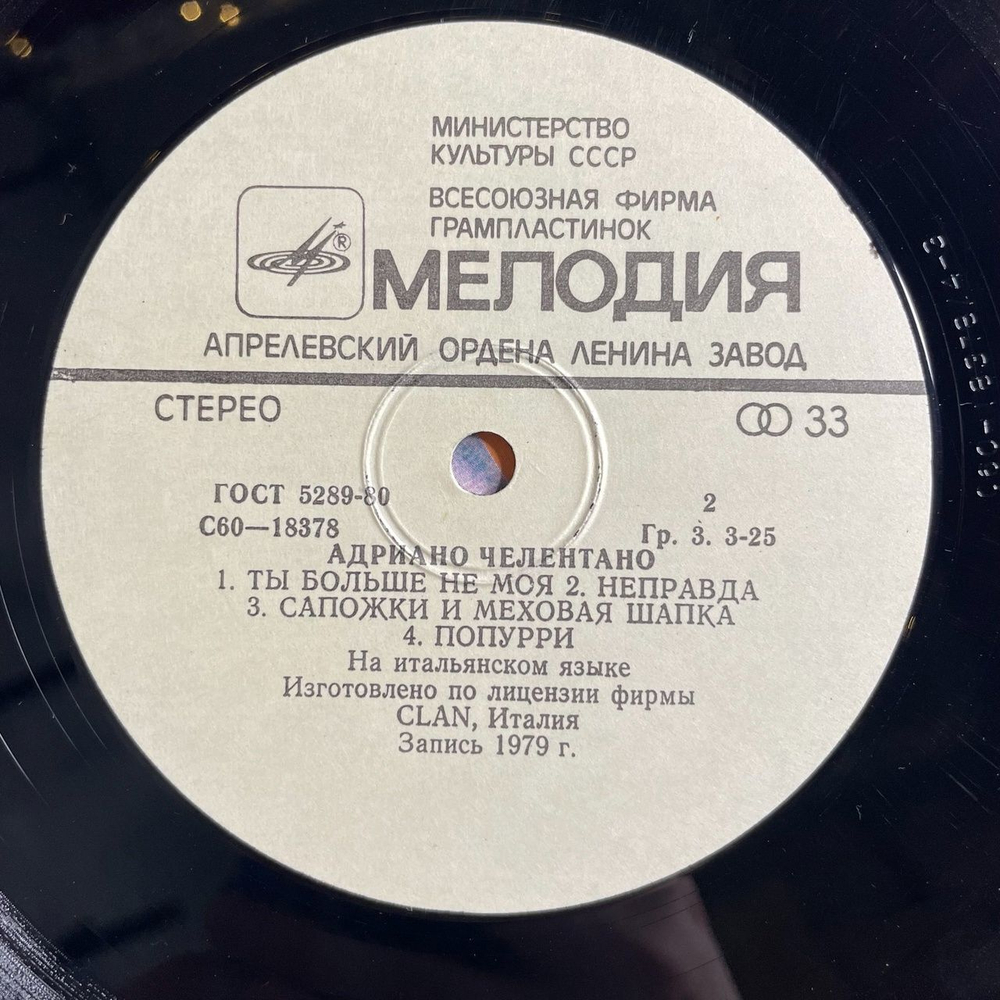 МИНИСТЕРСТВО
КУЛЬТУРЫ СССР
ВСЕСОЮЗНАЯ ФИРМА
ГРАМПЛАСТИНОК
®
МЕЛОДИЯ
АПРЕЛЕВСКИЙ ОРДЕНА ЛЕНИНА ЗАВОД
СТЕРЕО 33
ГОСТ 5289-80 2
С60—18378 Гр. 3. 3-25
АДРИАНО ЧЕЛЕНТАНО
1. ТЫ БОЛЬШЕ НЕ МОЯ 2. НЕПРАВДА
3. САПОЖКИ И МЕХОВАЯ ШАПКА
4. ПОПУРРИ
На итальянском языке
Изготовлено по лицензии фирмы
CLAN, Италия
Запись 1979 г.